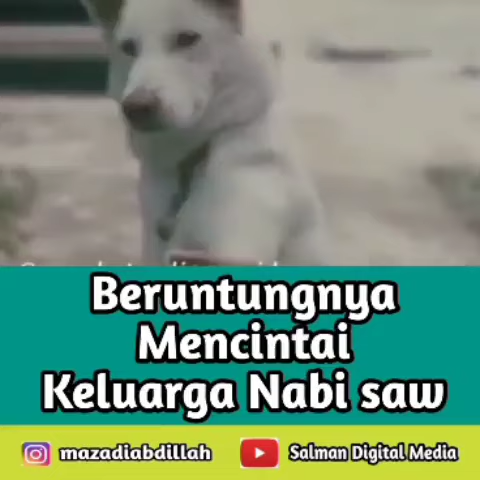 Beruntungnya
Mencintai
Keluarga Nabi saw
mazadiabdillah
Salman Digital Media